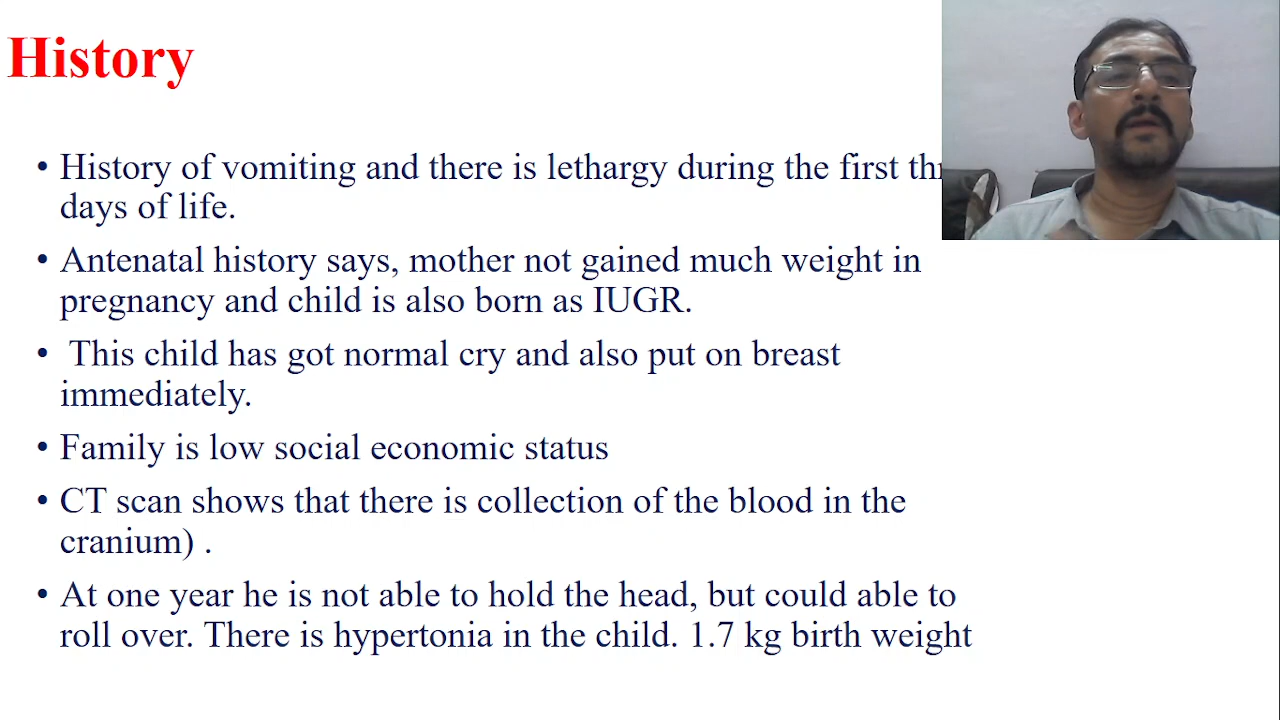 History
• History of vomiting and there is lethargy during the first
days of life.
• Antenatal history says, mother not gained much weight in
pregnancy and child is also born as IUGR.
• This child has got normal cry and also put on breast
immediately.
• Family is low social economic status
• CT scan shows that there is collection of the blood in the
cranium) .
• At one year he is not able to hold the head, but could able to
roll over. There is hypertonia in the child. 1.7 kg birth weight